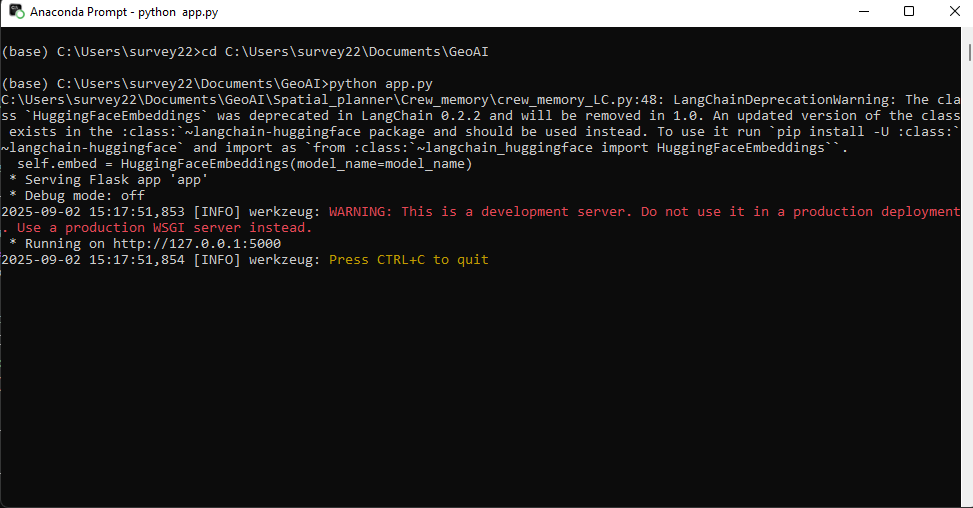 Anaconda Prompt - python  app.py
(base) C:\Users\survey22>cd C:\Users\survey22\Documents\GeoAI
(base) C:\Users\survey22\Documents\GeoAI>python app.py
C:\Users\survey22\Documents\GeoAI\Spatial_planner\Crew_memory\crew_memory_LC.py:48: LangChainDeprecationWarning: The cla
ss `HuggingFaceEmbeddings` was deprecated in LangChain 0.2.2 and will be removed in 1.0. An updated version of the class
 exists in the :class:`~langchain-huggingface package and should be used instead. To use it run `pip install -U :class:`
~langchain-huggingface` and import as `from :class:`~langchain_huggingface import HuggingFaceEmbeddings``.
  self.embed = HuggingFaceEmbeddings(model_name=model_name)
 * Serving Flask app 'app'
 * Debug mode: off
2025-09-02 15:17:51,853 [INFO] werkzeug: WARNING: This is a development server. Do not use it in a production deployment
. Use a production WSGI server instead.
 * Running on http://127.0.0.1:5000
2025-09-02 15:17:51,854 [INFO] werkzeug: Press CTRL+C to quit